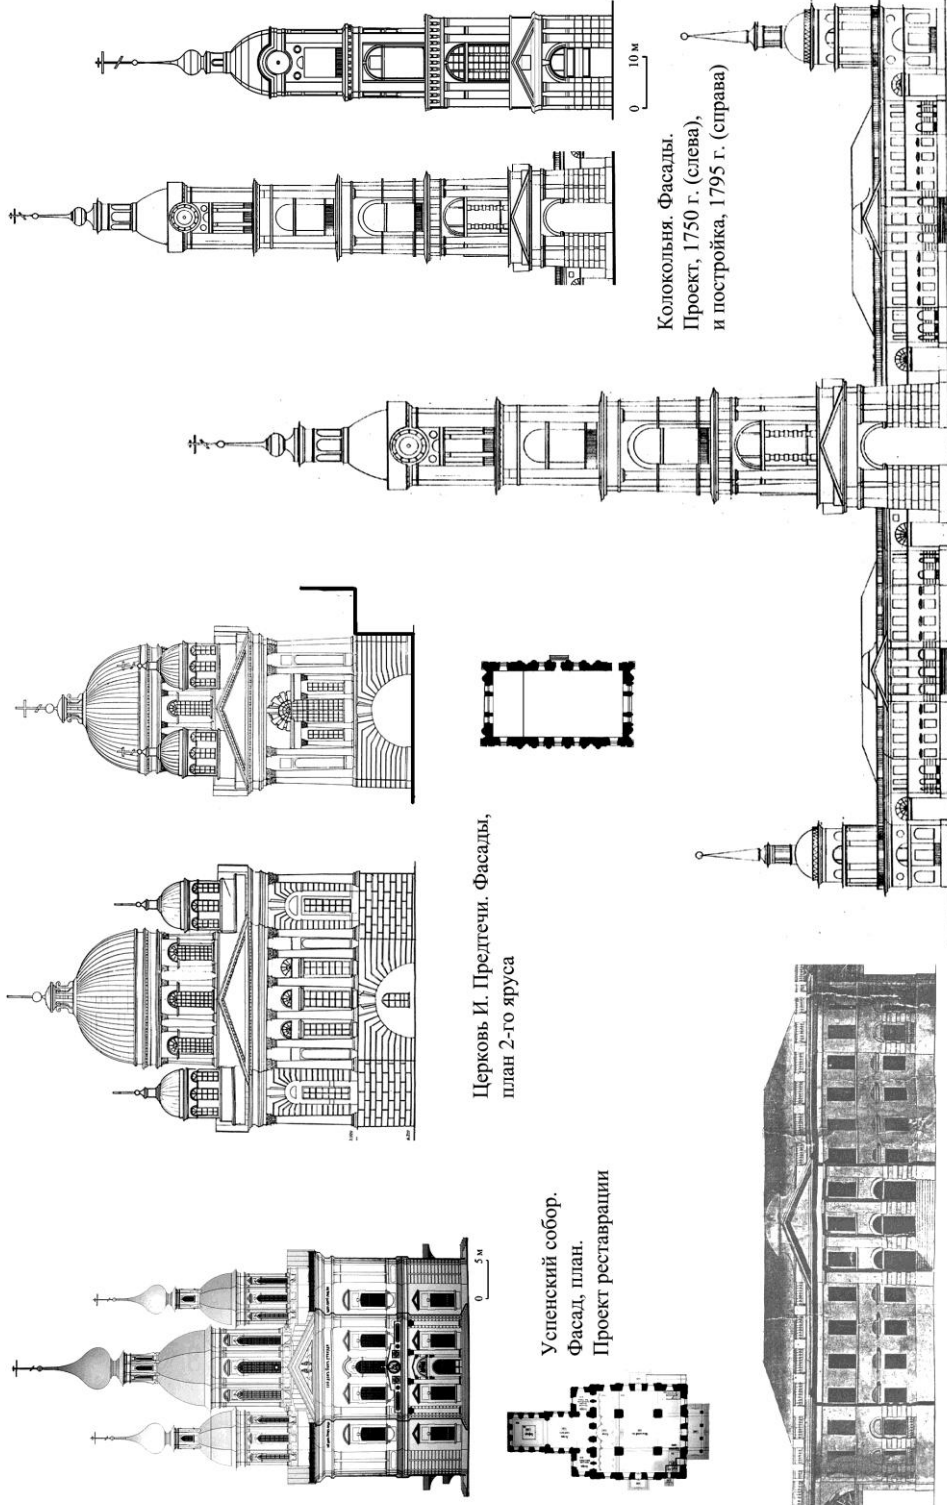 Успенский собор.
Фасад, план.
Проект реставрации
0 5 м
Церковь И. Предтечи. Фасады,
план 2-го яруса
Колокольня. Фасады.
Проект, 1750 г. (слева),
и постройка, 1795 г. (справа)
0 10 м